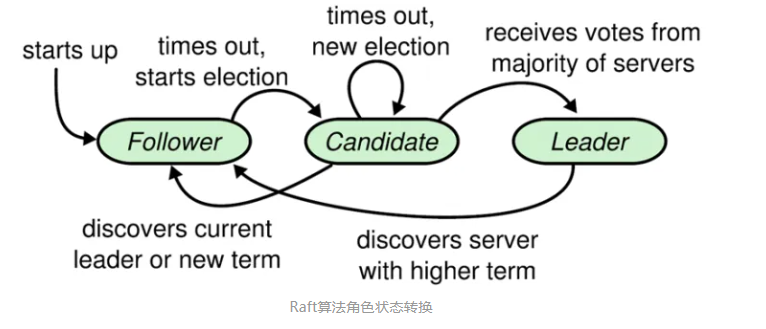 starts up
times out,
starts election
times out,
new election
receives votes from
majority of servers
Follower
Candidate
Leader
discovers current
leader or new term
discovers server
with higher term
Raft算法角色状态转换